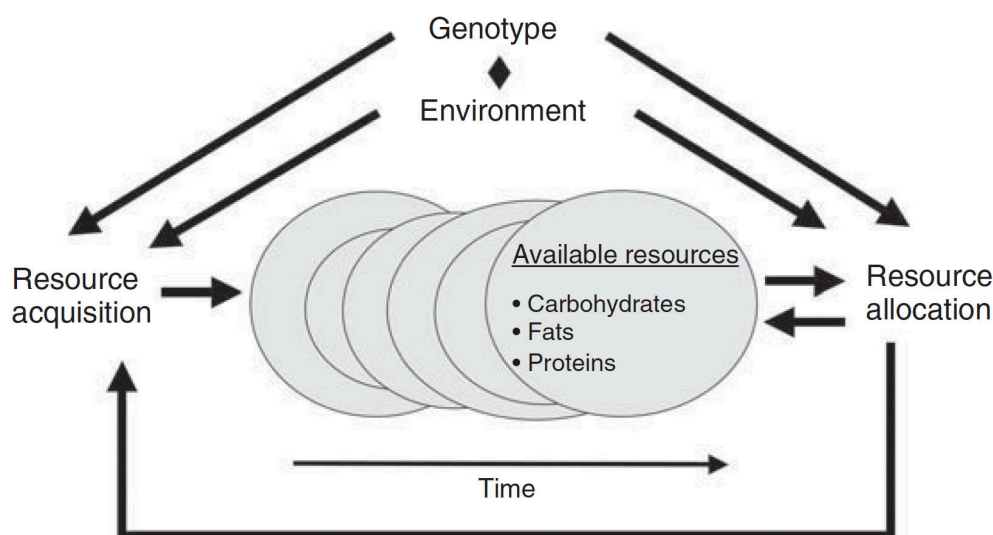 Genotype
Environment
Available resources
• Carbohydrates
• Fats
• Proteins
Resource
acquisition
Resource
allocation
Time